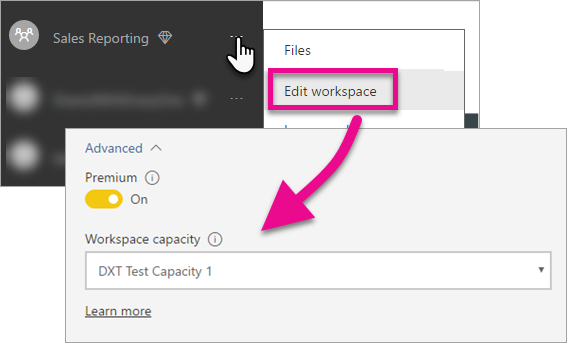 Sales Reporting
Files
Edit workspace
Advanced
Premium
On
Workspace capacity
DXT Test Capacity 1
Learn more